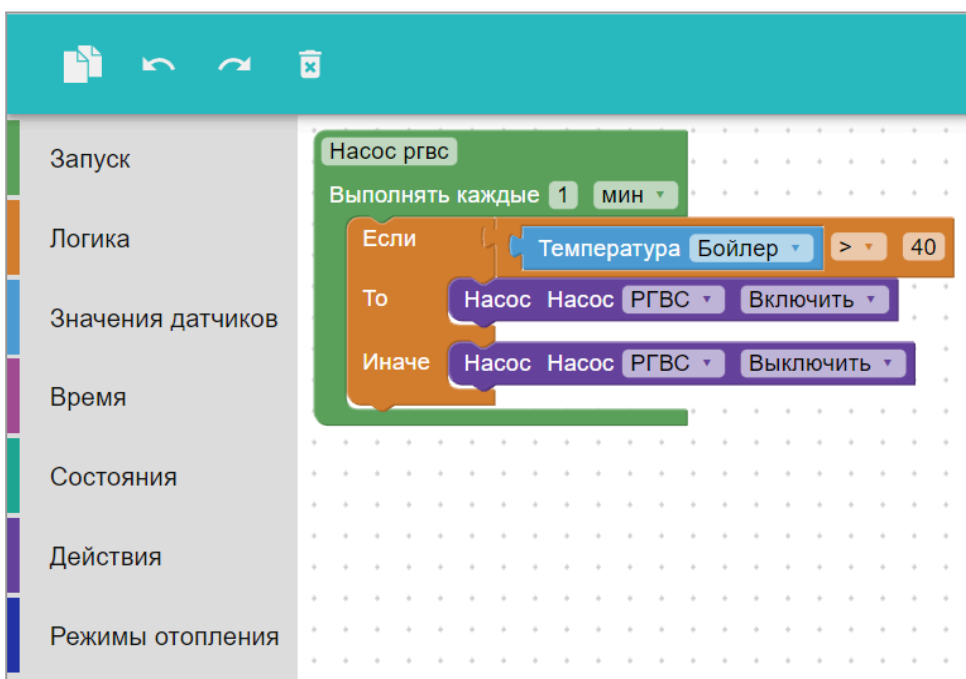 Запуск
Логика
Значения датчиков
Время
Состояния
Действия
Режимы отопления
Насос ргвс
Выполнять каждые 1 мин
Если Температура Бойлер > 40
То Насос Насос РГВС Включить
Иначе Насос Насос РГВС Выключить